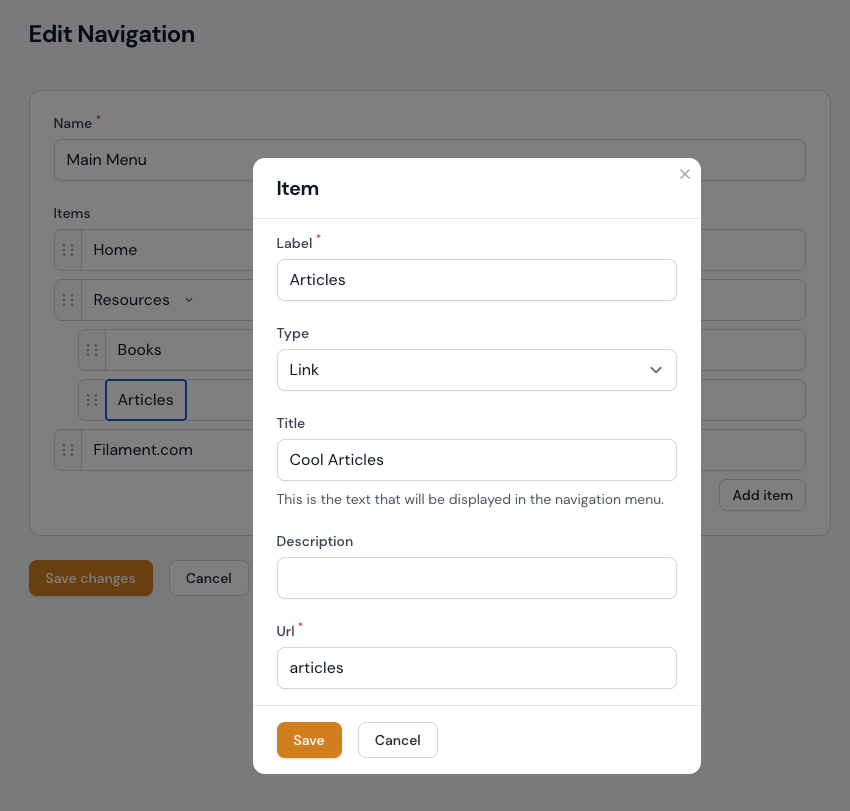 Edit Navigation
Name *
Main Menu
Items
Home
Resources
Books
Articles
Filament.com
Add item
Save changes
Cancel
Item
Label *
Articles
Type
Link
Title
Cool Articles
This is the text that will be displayed in the navigation menu.
Description
Url *
articles
Save
Cancel